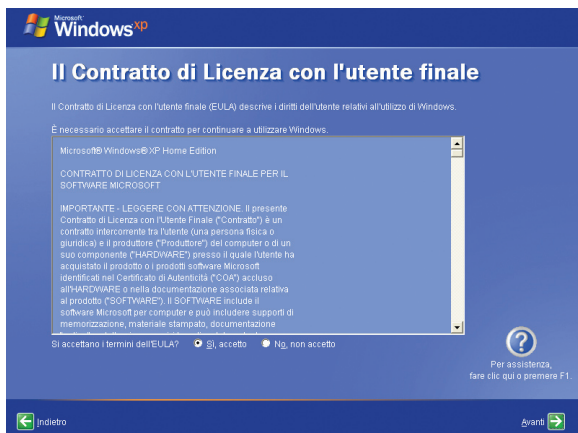 Microsoft
Windows xp
Il Contratto di Licenza con l'utente finale
Il Contratto di Licenza con l'utente finale (EULA) descrive i diritti dell'utente relativi all'utilizzo di Windows.
È necessario accettare il contratto per continuare a utilizzare Windows.
Microsoft® Windows® XP Home Edition
CONTRATTO DI LICENZA CON L'UTENTE FINALE PER IL
SOFTWARE MICROSOFT
IMPORTANTE - LEGGERE CON ATTENZIONE. Il presente
Contratto di Licenza con l'Utente Finale ("Contratto") è un
contratto intercorrente tra l'utente (una persona fisica o
giuridica) e il produttore ("Produttore") del computer o di un
suo componente ("HARDWARE") presso il quale l'utente ha
acquistato il prodotto o i prodotti software Microsoft
identificati nel Certificato di Autenticità ("COA") accluso
all'HARDWARE o nella documentazione associata relativa
al prodotto ("SOFTWARE"). Il SOFTWARE include il
software Microsoft per computer e può includere supporti di
memorizzazione, materiale stampato, documentazione
Si accettano i termini dell'EULA? Sì, accetto No, non accetto
Per assistenza,
fare clic qui o premere F1.
Indietro
Avanti